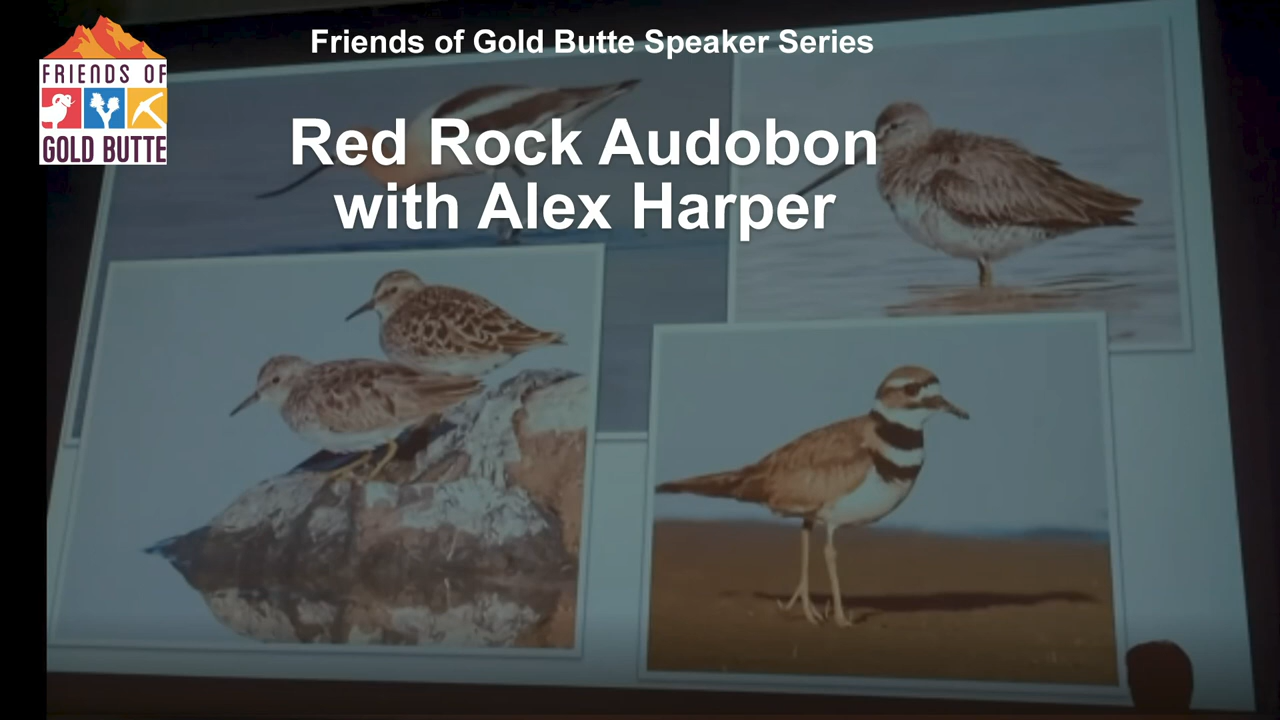 FRIENDS OF
GOLD BUTTE
Friends of Gold Butte Speaker Series
Red Rock Audobon
with Alex Harper